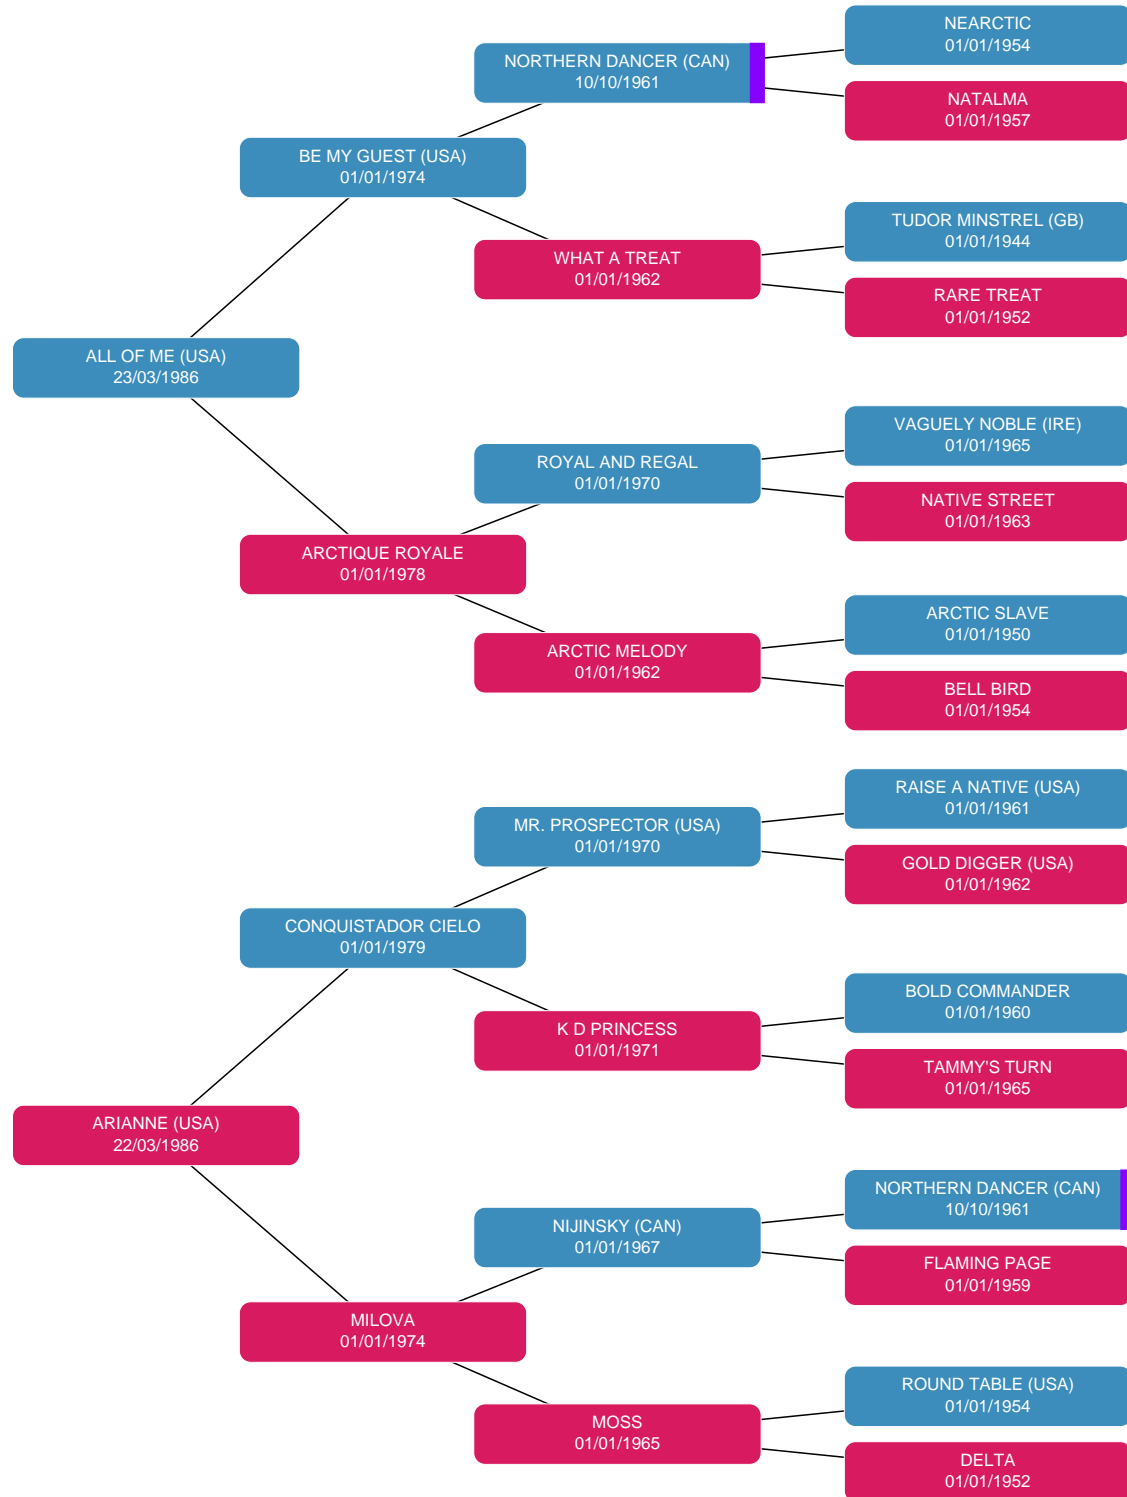 NEARCTIC
01/01/1954
NORTHERN DANCER (CAN)
10/10/1961
NATALMA
01/01/1957
BE MY GUEST (USA)
01/01/1974
TUDOR MINSTREL (GB)
01/01/1944
WHAT A TREAT
01/01/1962
RARE TREAT
01/01/1952
ALL OF ME (USA)
23/03/1986
VAGUELY NOBLE (IRE)
01/01/1965
ROYAL AND REGAL
01/01/1970
NATIVE STREET
01/01/1963
ARCTIQUE ROYALE
01/01/1978
ARCTIC SLAVE
01/01/1950
ARCTIC MELODY
01/01/1962
BELL BIRD
01/01/1954
RAISE A NATIVE (USA)
01/01/1961
MR. PROSPECTOR (USA)
01/01/1970
GOLD DIGGER (USA)
01/01/1962
CONQUISTADOR CIELO
01/01/1979
BOLD COMMANDER
01/01/1960
K D PRINCESS
01/01/1971
TAMMY'S TURN
01/01/1965
ARIANNE (USA)
22/03/1986
NORTHERN DANCER (CAN)
10/10/1961
NIJINSKY (CAN)
01/01/1967
FLAMING PAGE
01/01/1959
MILOVA
01/01/1974
ROUND TABLE (USA)
01/01/1954
MOSS
01/01/1965
DELTA
01/01/1952